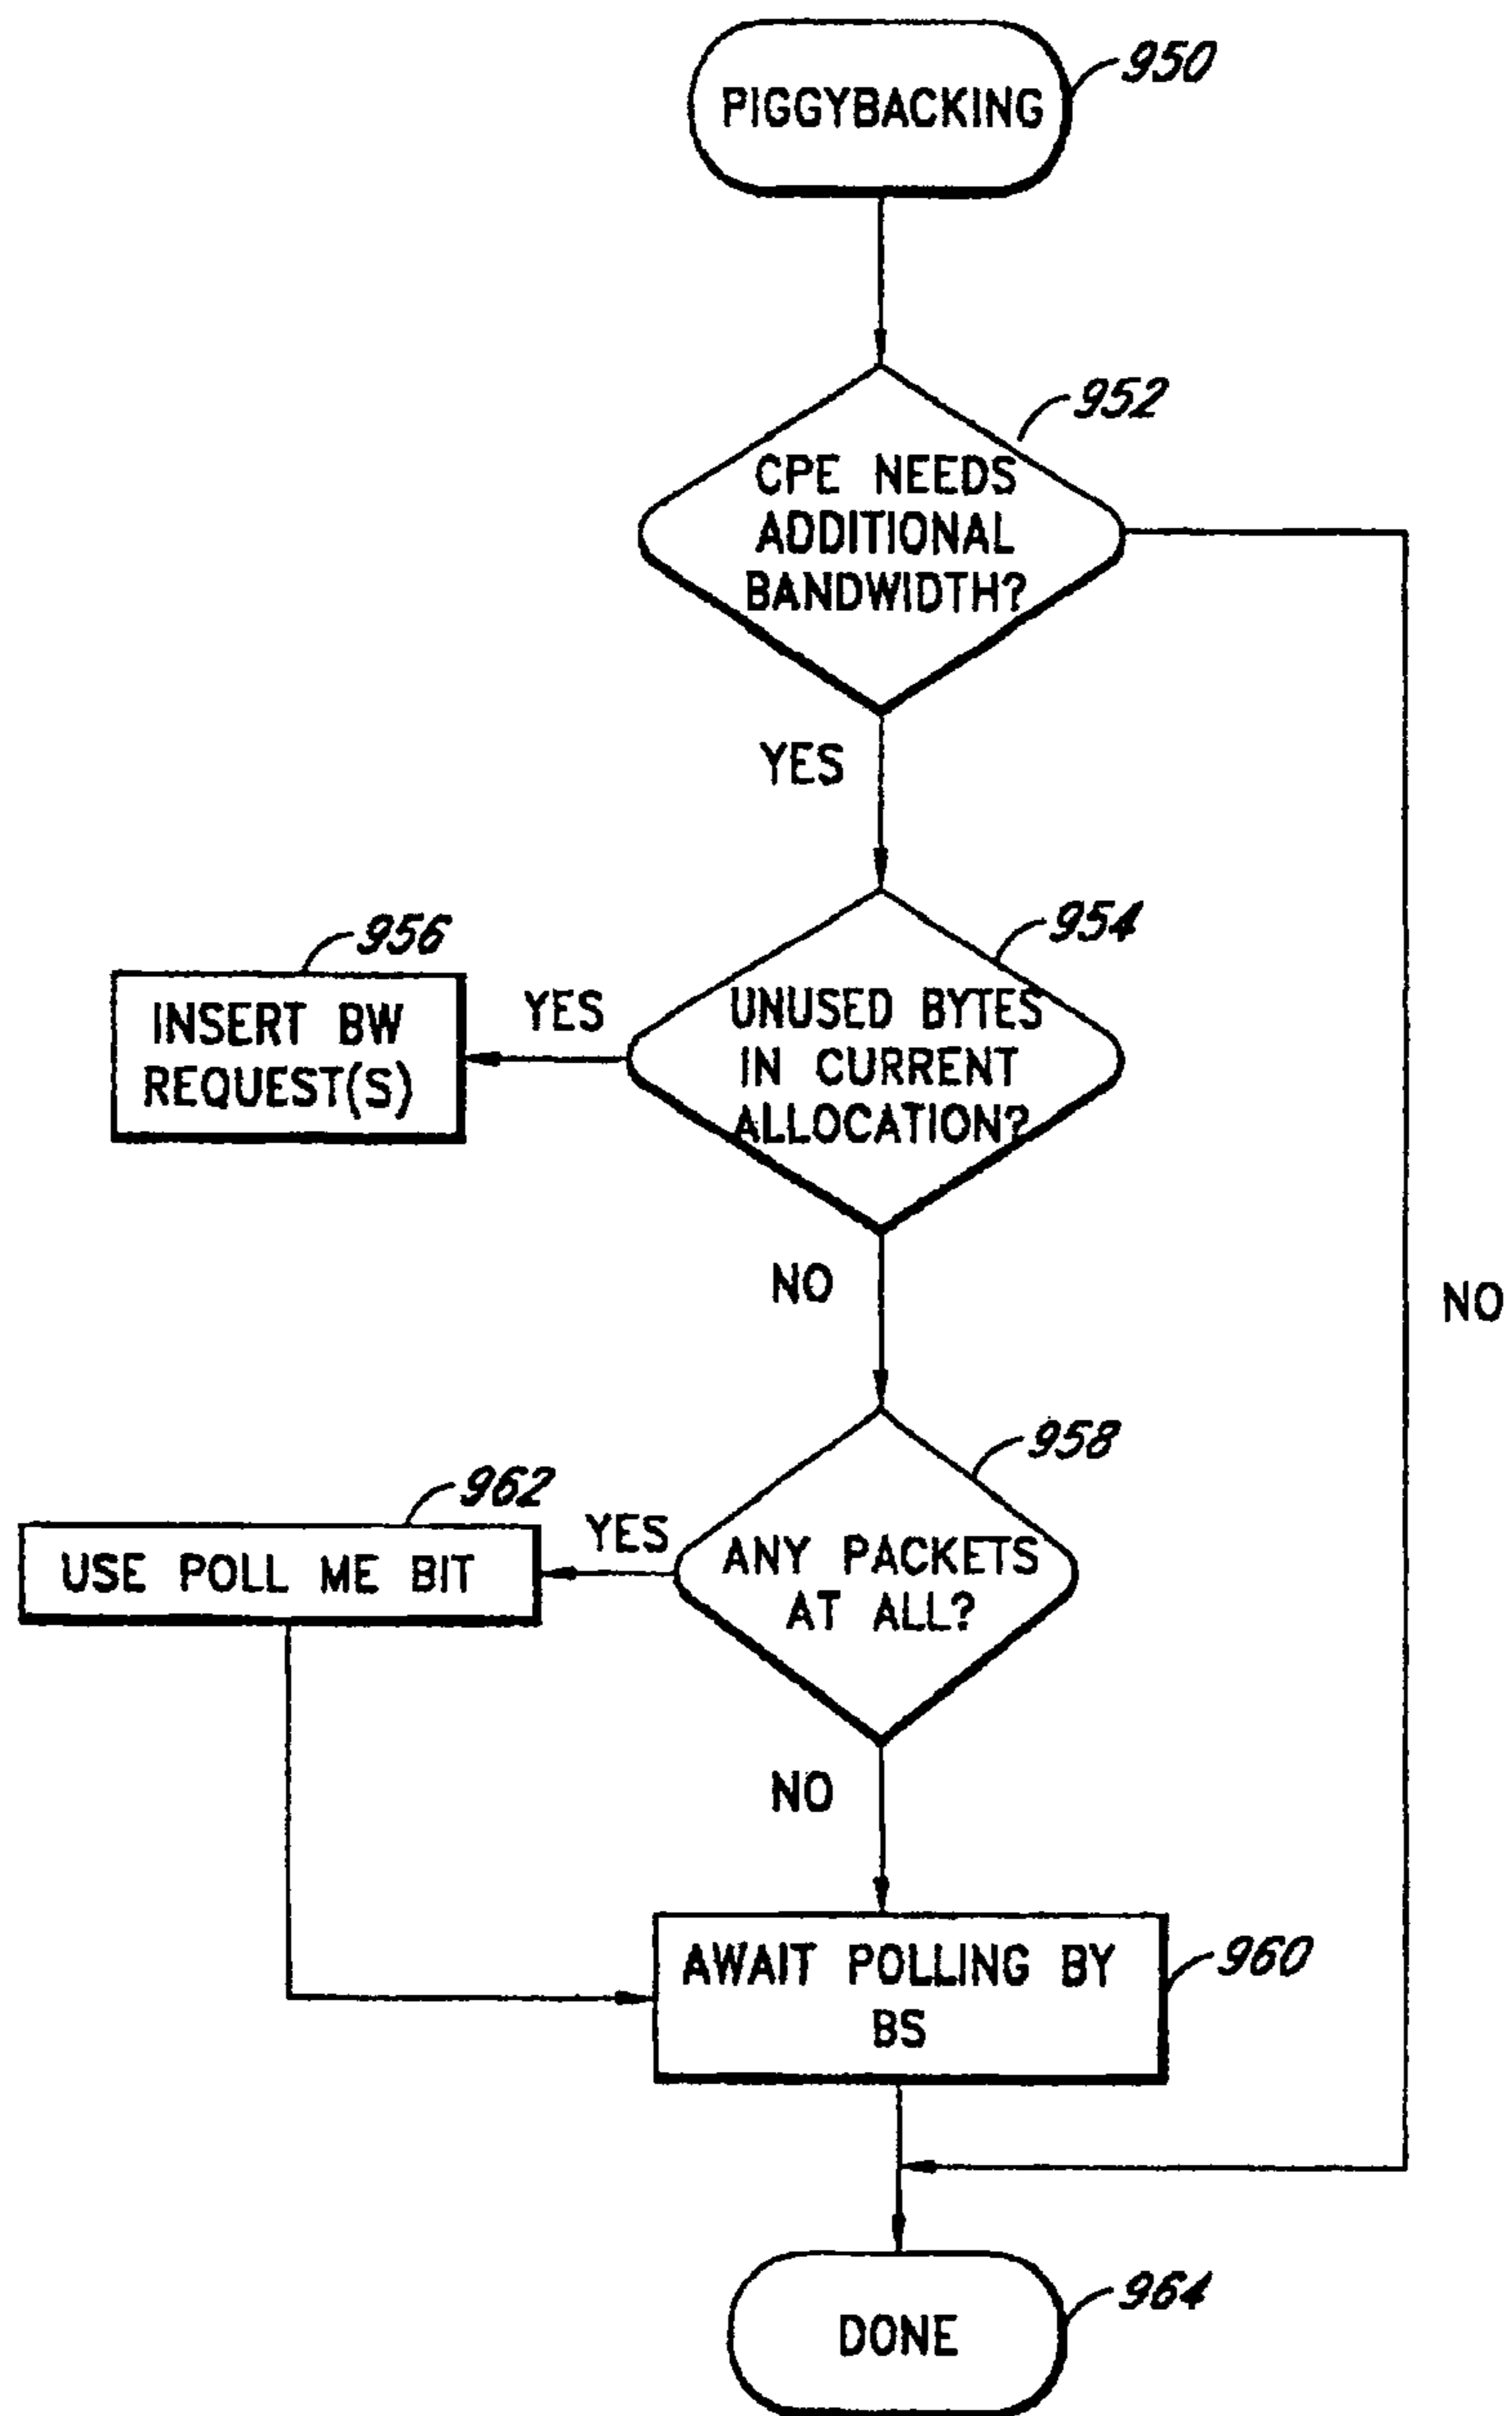 950
PIGGYBACKING
952
CPE NEEDS
ADDITIONAL
BANDWIDTH?
YES
954
956
UNUSED BYTES
IN CURRENT
ALLOCATION?
YES
INSERT BW
REQUEST(S)
NO
NO
958
962
YES
ANY PACKETS
AT ALL?
USE POLL ME BIT
NO
960
AWAIT POLLING BY
BS
964
DONE